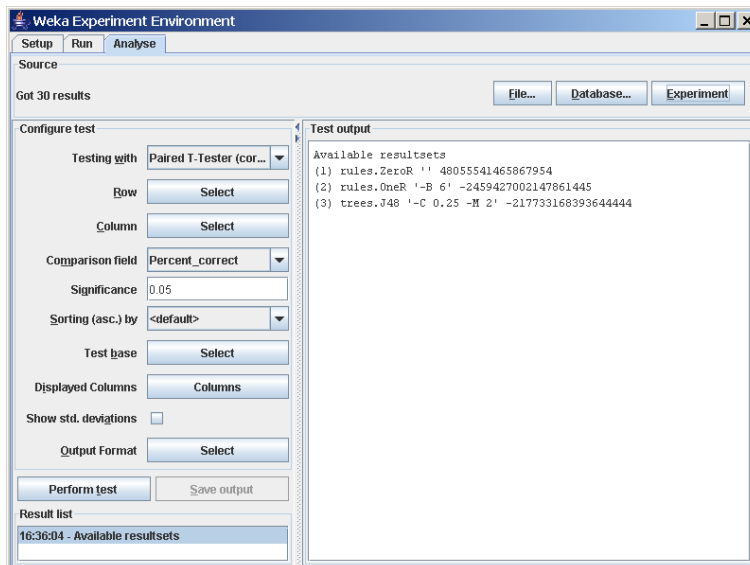 Weka Experiment Environment
Setup Run Analyse
Source
Got 30 results
File... Database... Experiment
Configure test
Testing with Paired T-Tester (cor...
Row Select
Column Select
Comparison field Percent_correct
Significance 0.05
Sorting (asc.) by <default>
Test base Select
Displayed Columns Columns
Show std. deviations
Output Format Select
Perform test Save output
Result list
16:36:04 - Available resultsets
Test output
Available resultsets
(1) rules.ZeroR '' 48055541465867954
(2) rules.OneR '-B 6' -2459427002147861445
(3) trees.J48 '-C 0.25 -M 2' -217733168393644444